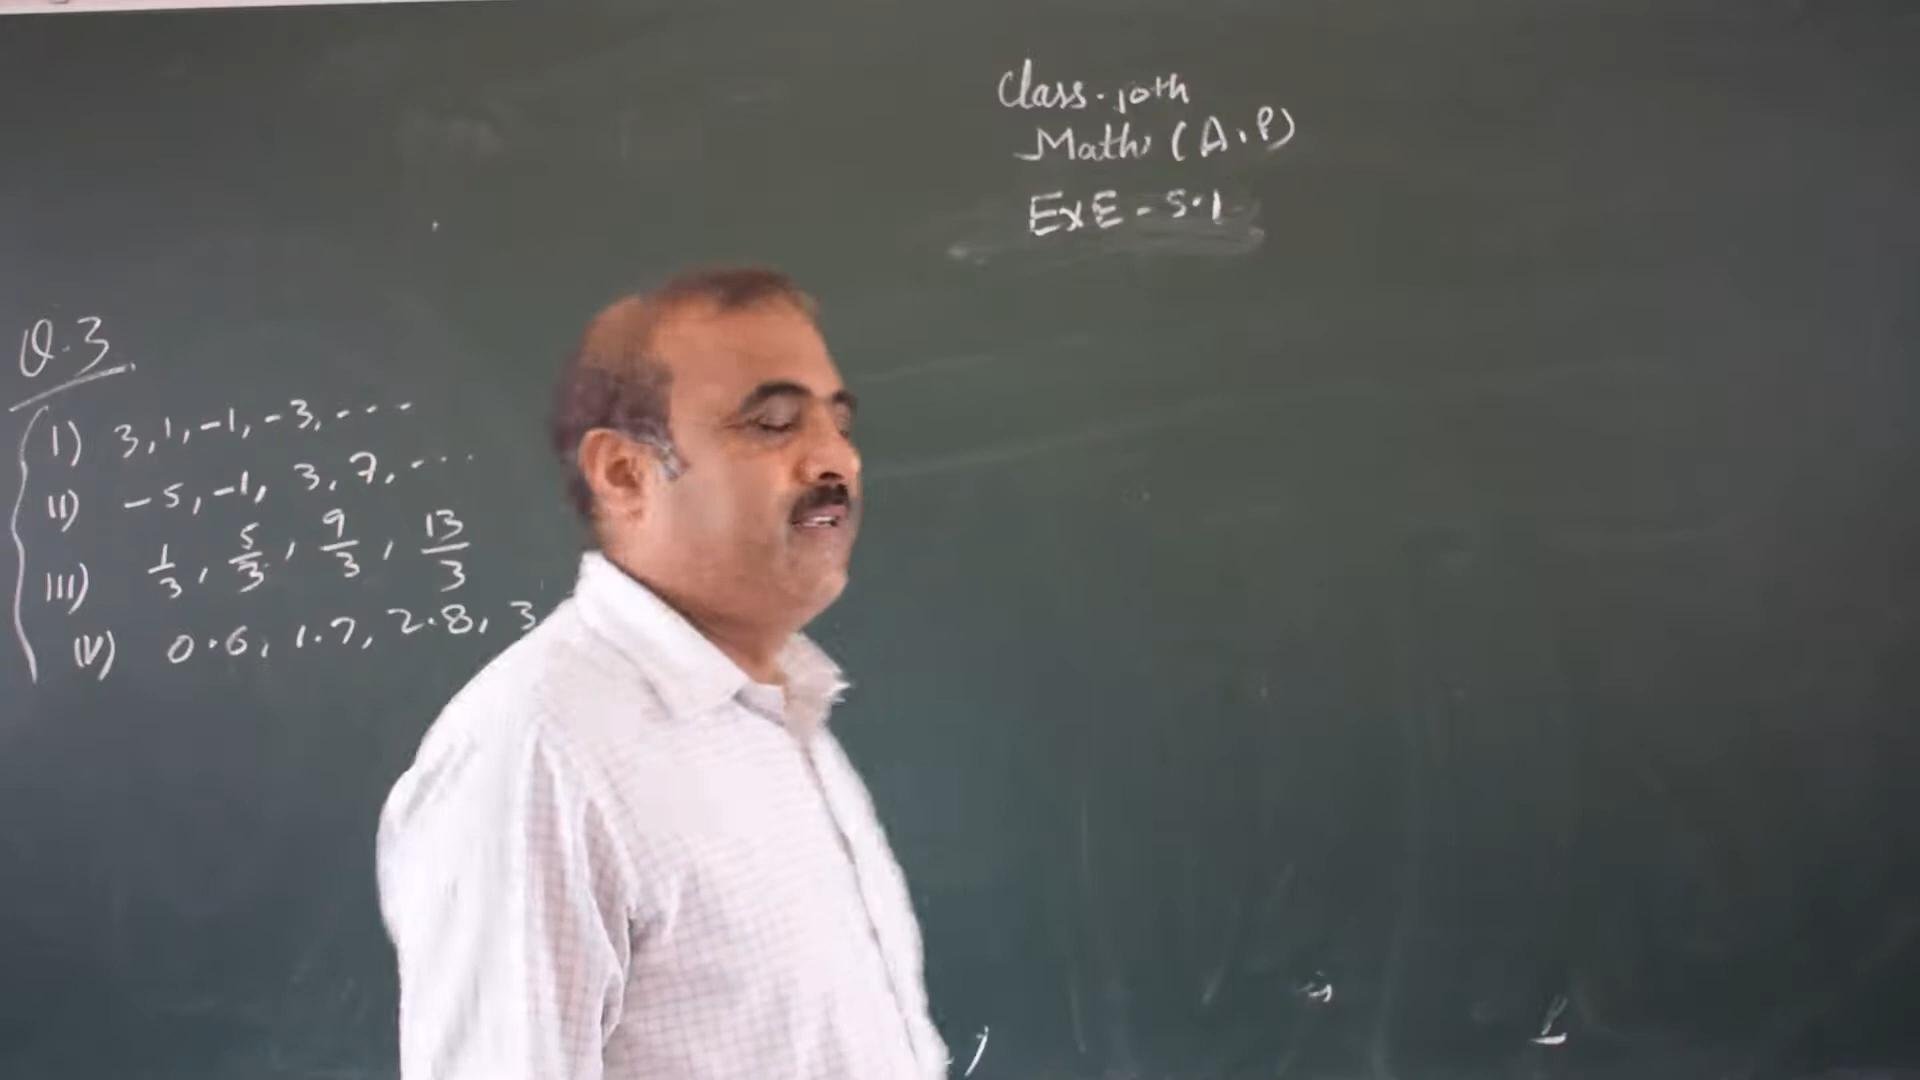 Class. 10th
Maths (A.P)
EXE - 5.1
Q.3
I) 3, 1, -1, -3, ...
II) -5, -1, 3, 7, ...
III) 1/3, 5/3, 9/3, 13/3
IV) 0.6, 1.7, 2.8, 3